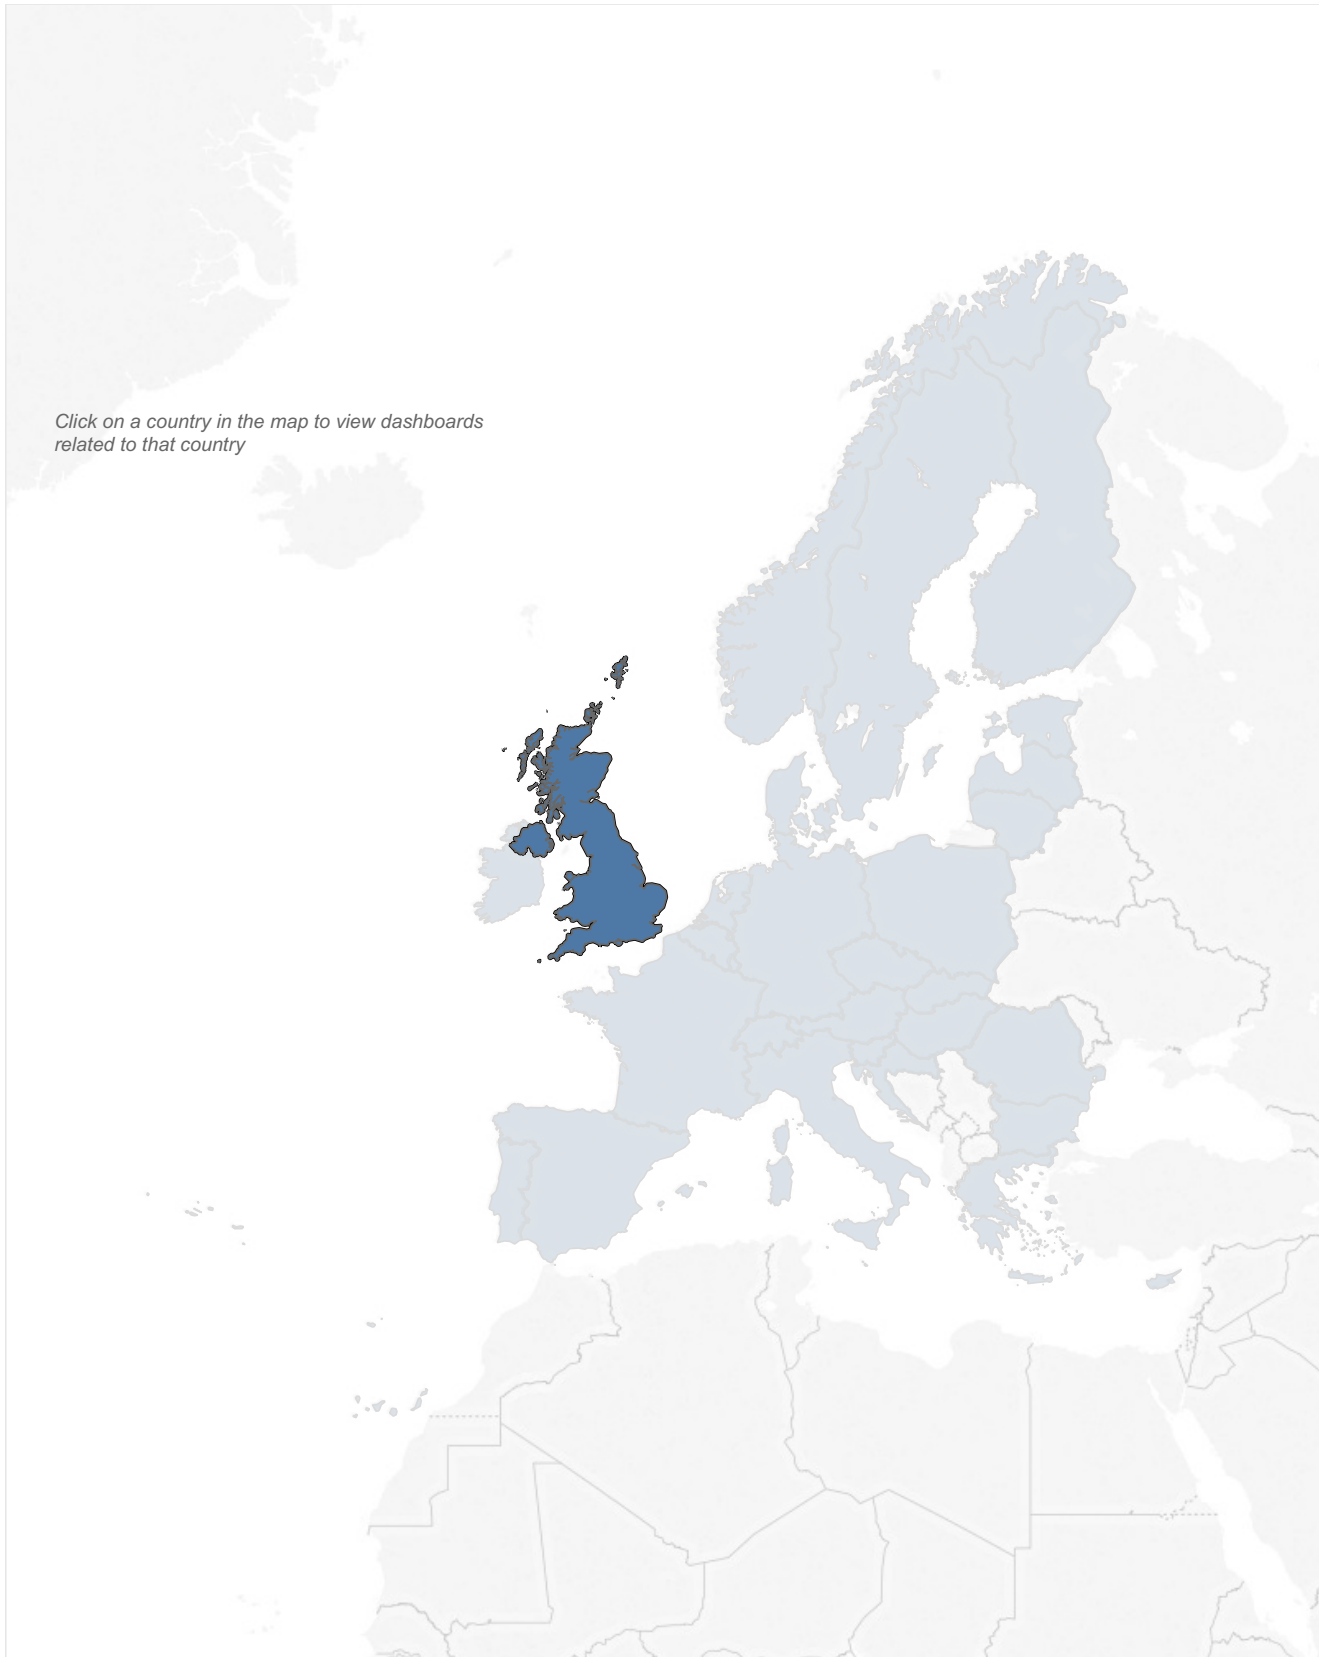 Click on a country in the map to view dashboards
related to that country